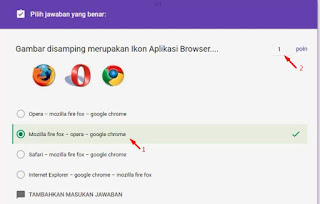 Pilih jawaban yang benar:
Gambar disamping merupakan Ikon Aplikasi Browser.... 1 poin
2
Opera – mozilla fire fox – google chrome
Mozilla fire fox – opara – google chrome
1
Safari – mozilla fire fox – google chrome
Internet Explorer – google chrome – mozilla fire fox
TAMBAHKAN MASUKAN JAWABAN